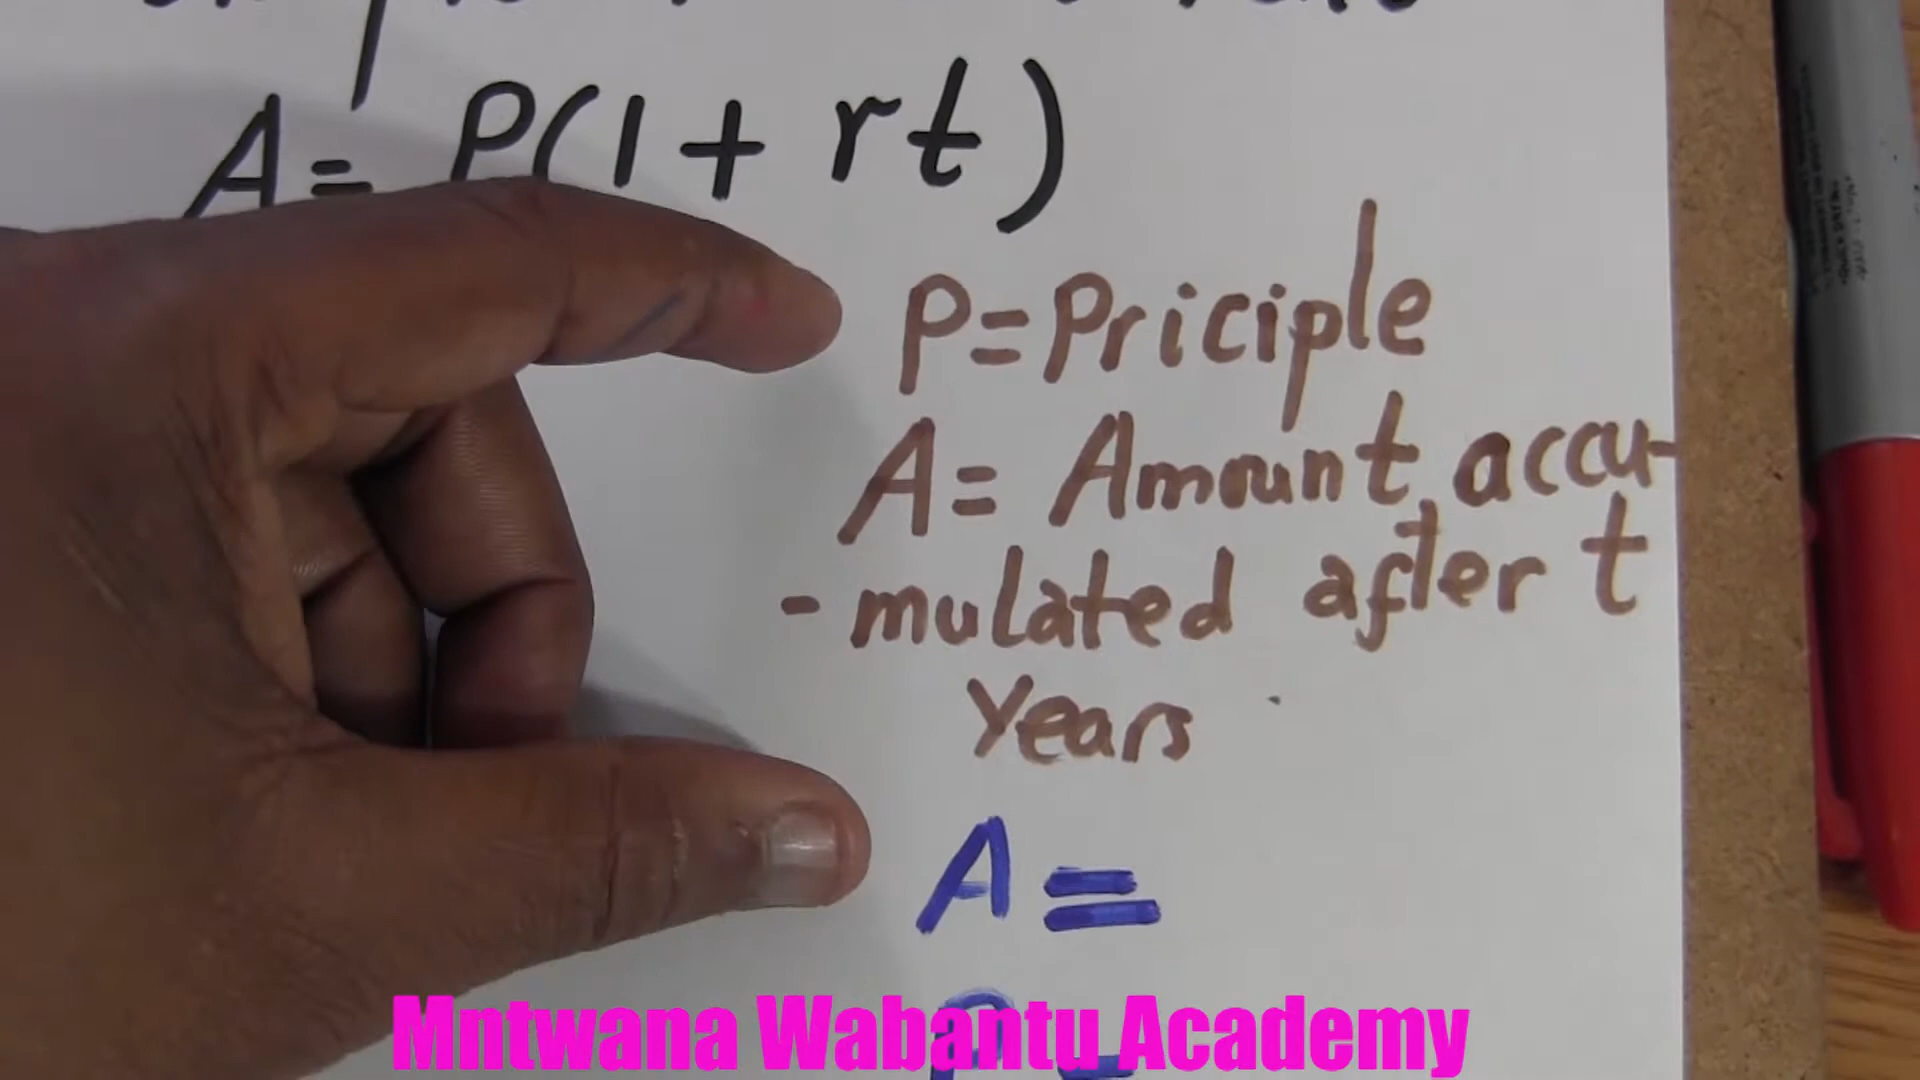 A = P(1 + rt)
P = Priciple
A = Amount accu-
- mulated after t
Years
A =
P =
Mntwana Wabantu Academy